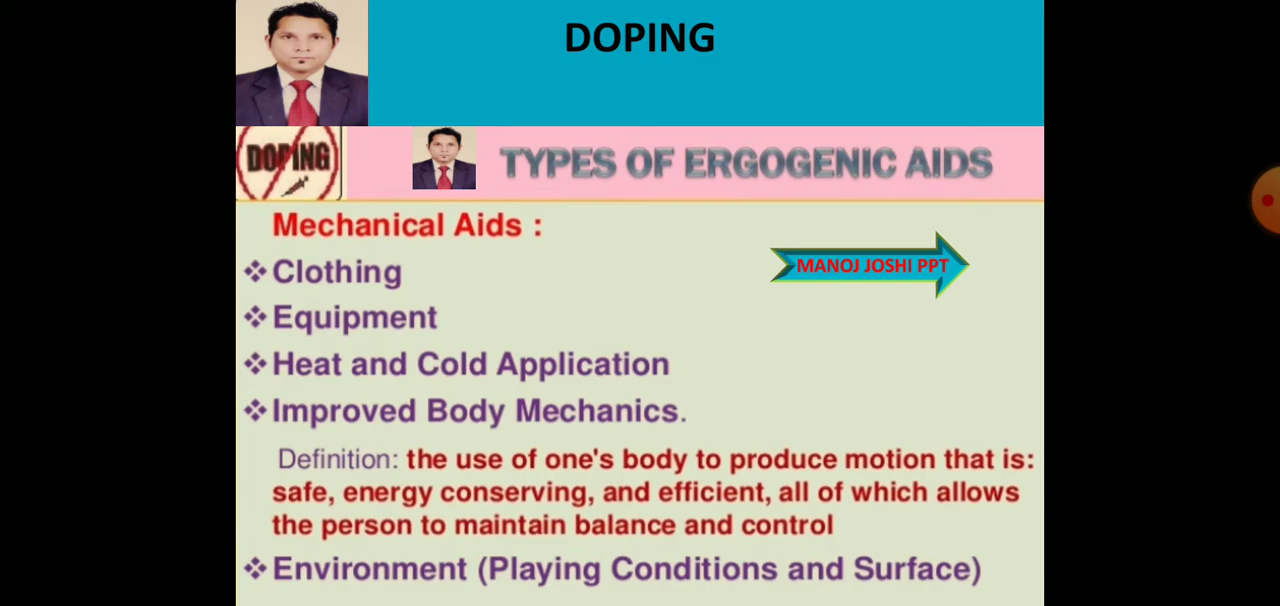 DOPING
DOPING
TYPES OF ERGOGENIC AIDS
Mechanical Aids :
❖Clothing
MANOJ JOSHI PPT
❖Equipment
❖Heat and Cold Application
❖Improved Body Mechanics.
Definition: the use of one's body to produce motion that is:
safe, energy conserving, and efficient, all of which allows
the person to maintain balance and control
❖Environment (Playing Conditions and Surface)